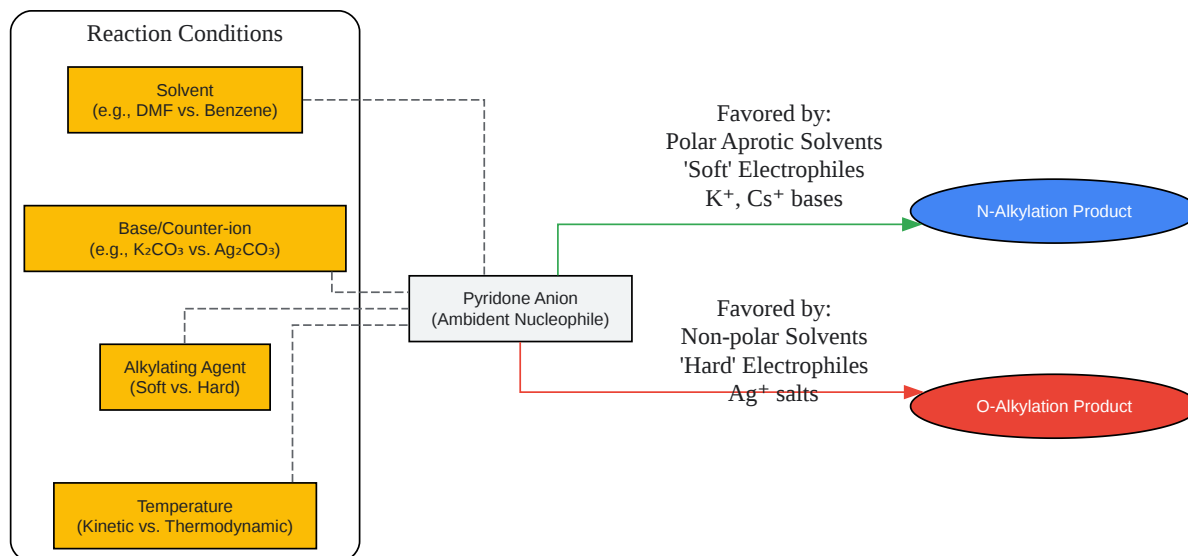 Reaction Conditions
Solvent
(e.g., DMF vs. Benzene)
Base/Counter-ion
(e.g., K₂CO₃ vs. Ag₂CO₃)
Alkylating Agent
(Soft vs. Hard)
Temperature
(Kinetic vs. Thermodynamic)
Pyridone Anion
(Ambident Nucleophile)
Favored by:
Polar Aprotic Solvents
'Soft' Electrophiles
K⁺, Cs⁺ bases
N-Alkylation Product
Favored by:
Non-polar Solvents
'Hard' Electrophiles
Ag⁺ salts
O-Alkylation Product